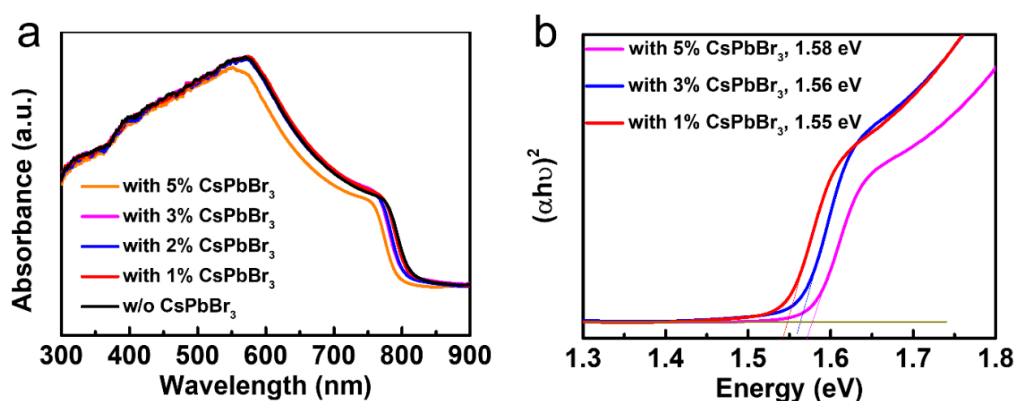 a
Absorbance (a.u.)
with 5% CsPbBr₃
with 3% CsPbBr₃
with 2% CsPbBr₃
with 1% CsPbBr₃
w/o CsPbBr₃
300 400 500 600 700 800 900
Wavelength (nm)
b
(αhυ)²
with 5% CsPbBr₃, 1.58 eV
with 3% CsPbBr₃, 1.56 eV
with 1% CsPbBr₃, 1.55 eV
1.3 1.4 1.5 1.6 1.7 1.8
Energy (eV)